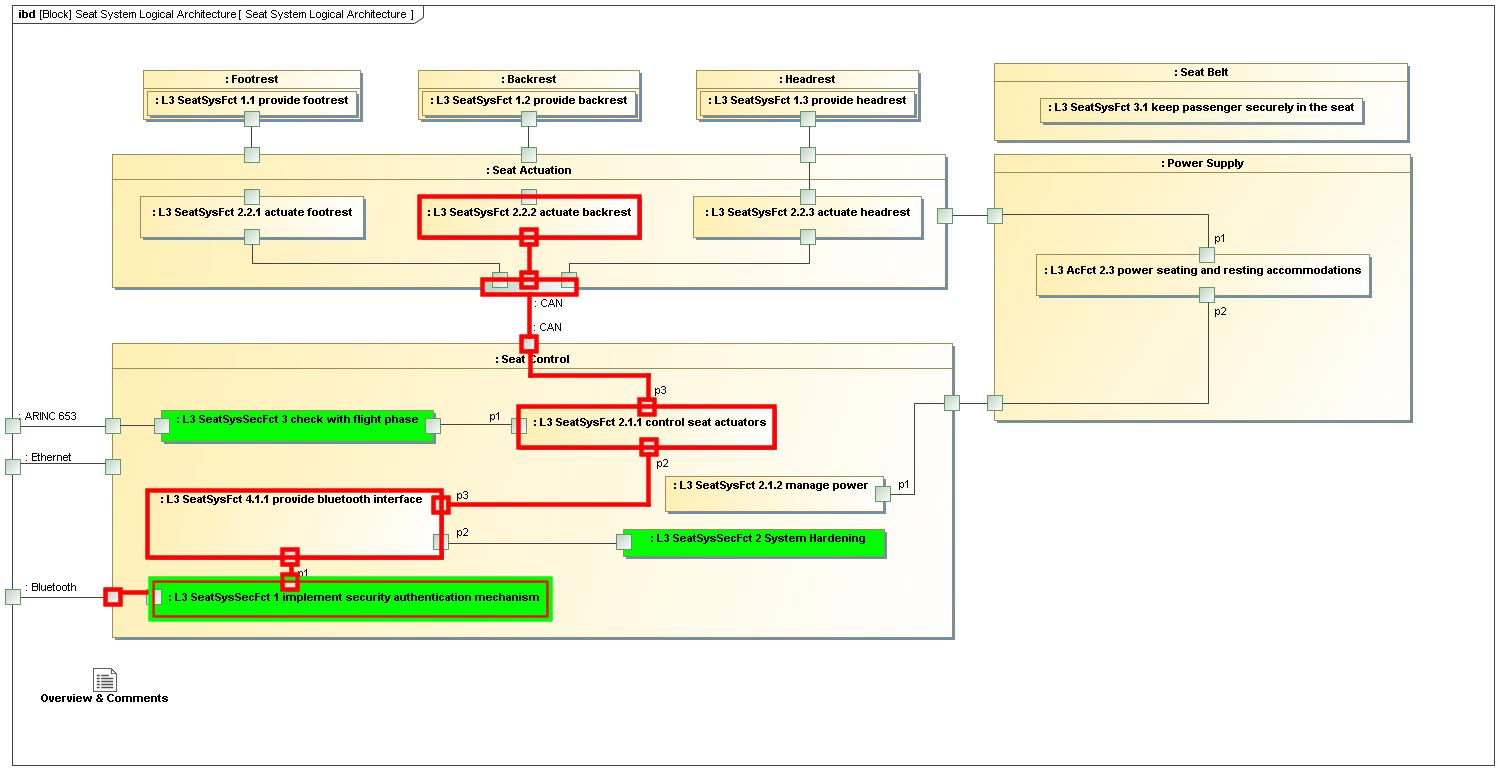 ibd [Block] Seat System Logical Architecture [ Seat System Logical Architecture ]
: Footrest
: L3 SeatSysFct 1.1 provide footrest
: Backrest
: L3 SeatSysFct 1.2 provide backrest
: Headrest
: L3 SeatSysFct 1.3 provide headrest
: Seat Belt
: L3 SeatSysFct 3.1 keep passenger securely in the seat
: Seat Actuation
: L3 SeatSysFct 2.2.1 actuate footrest
: L3 SeatSysFct 2.2.2 actuate backrest
: L3 SeatSysFct 2.2.3 actuate headrest
: Power Supply
p1
: L3 AcFct 2.3 power seating and resting accommodations
p2
: CAN
: CAN
: Seat Control
p3
: ARINC 653
: L3 SeatSysSecFct 3 check with flight phase
p1
: L3 SeatSysFct 2.1.1 control seat actuators
p2
: Ethernet
: L3 SeatSysFct 2.1.2 manage power
p1
: L3 SeatSysFct 4.1.1 provide bluetooth interface
p3
p2
: L3 SeatSysSecFct 2 System Hardening
p1
: Bluetooth
: L3 SeatSysSecFct 1 implement security authentication mechanism
Overview & Comments